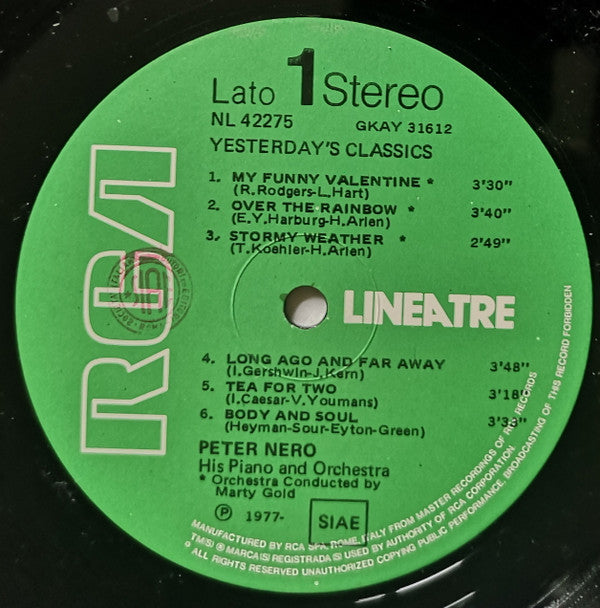 Lato 1 Stereo
NL 42275 GKAY 31612
YESTERDAY'S CLASSICS
1. MY FUNNY VALENTINE * 3'30"
(R.Rodgers-L.Hart)
2. OVER THE RAINBOW * 3'40"
(E.Y.Harburg-H.Arlen)
3. STORMY WEATHER * 2'49"
(T.Koehler-H.Arlen)
RCA
LINEATRE
4. LONG AGO AND FAR AWAY 3'48"
(I.Gershwin-J.Kern)
5. TEA FOR TWO 3'18"
(I.Caesar-V.Youmans)
6. BODY AND SOUL 3'33"
(Heyman-Sour-Eyton-Green)
PETER NERO
His Piano and Orchestra
* Orchestra Conducted by
Marty Gold
Ⓟ 1977- SIAE
MANUFACTURED BY RCA SPA, ROME, ITALY FROM MASTER RECORDINGS OF RCA RECORDS
TM(S) ® MARCA(S) REGISTRADA(S) USED BY AUTHORITY OF RCA CORPORATION.
ALL RIGHTS RESERVED UNAUTHORIZED COPYING PUBLIC PERFORMANCE, BROADCASTING OF THIS RECORD FORBIDDEN